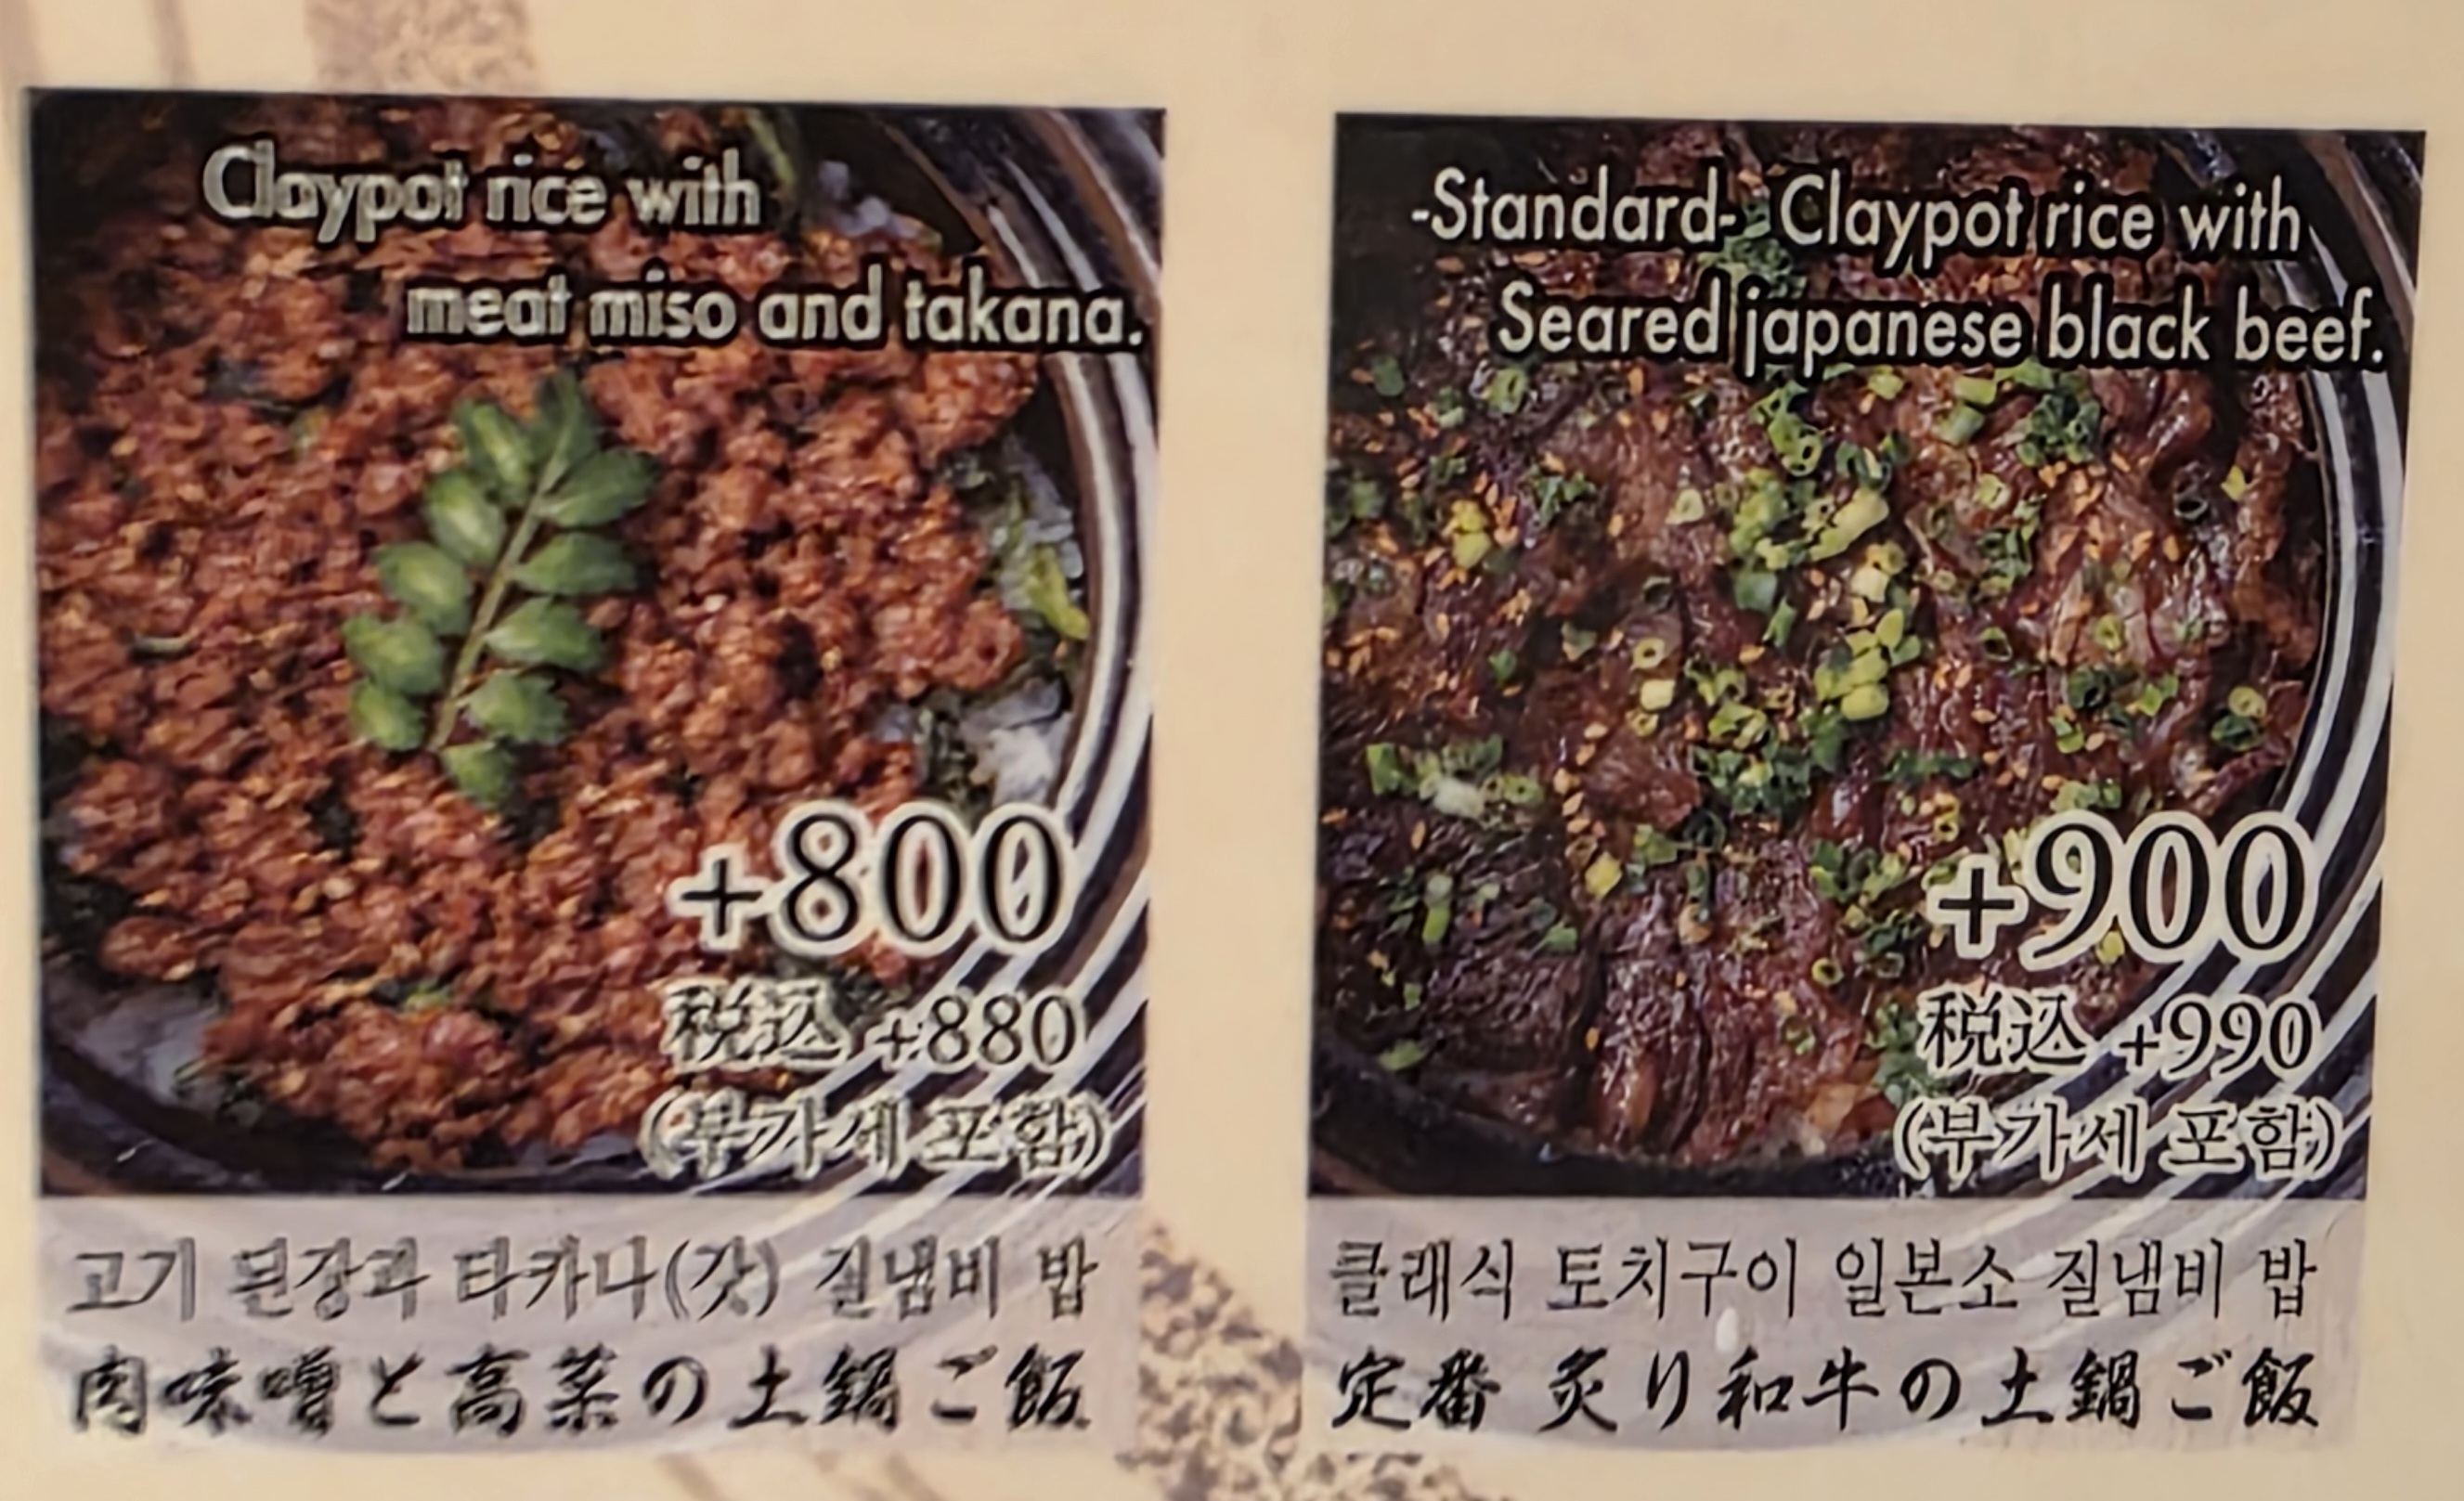 Claypot rice with
meat miso and takana.
+800
税込 +880
(부가세 포함)
고기 된장과 타카나(갓) 질냄비 밥
肉味噌と高菜の土鍋ご飯
-Standard- Claypot rice with
Seared japanese black beef.
+900
税込 +990
(부가세 포함)
클래식 토치구이 일본소 질냄비 밥
定番 炙り和牛の土鍋ご飯